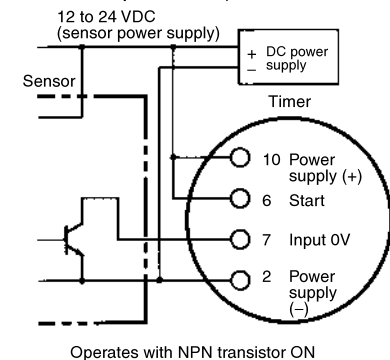 12 to 24 VDC
(sensor power supply)
+ DC power
− supply
Sensor
Timer
10 Power
supply (+)
6 Start
7 Input 0V
2 Power
supply
(−)
Operates with NPN transistor ON